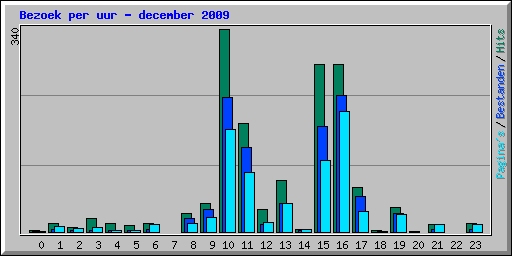 Bezoek per uur - december 2009
340
Pagina's / Bestanden / Hits
0 1 2 3 4 5 6 7 8 9 10 11 12 13 14 15 16 17 18 19 20 21 22 23